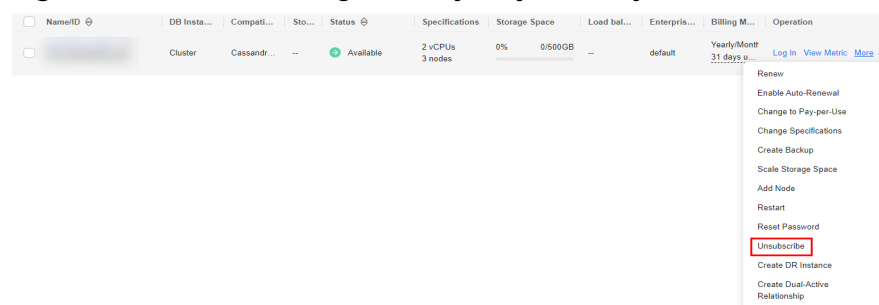 Name/ID DB Insta... Compati... Sto... Status Specifications Storage Space Load bal... Enterpris... Billing M... Operation
Cluster Cassandr... -- Available 2 vCPUs 0% 0/500GB -- default Yearly/Month Log In View Metric More
3 nodes 31 days u...
Renew
Enable Auto-Renewal
Change to Pay-per-Use
Change Specifications
Create Backup
Scale Storage Space
Add Node
Restart
Reset Password
Unsubscribe
Create DR Instance
Create Dual-Active
Relationship